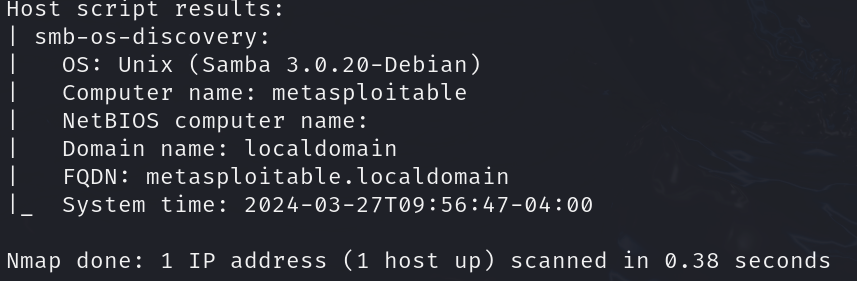 Host script results:
| smb-os-discovery:
|   OS: Unix (Samba 3.0.20-Debian)
|   Computer name: metasploitable
|   NetBIOS computer name:
|   Domain name: localdomain
|   FQDN: metasploitable.localdomain
|_  System time: 2024-03-27T09:56:47-04:00
Nmap done: 1 IP address (1 host up) scanned in 0.38 seconds